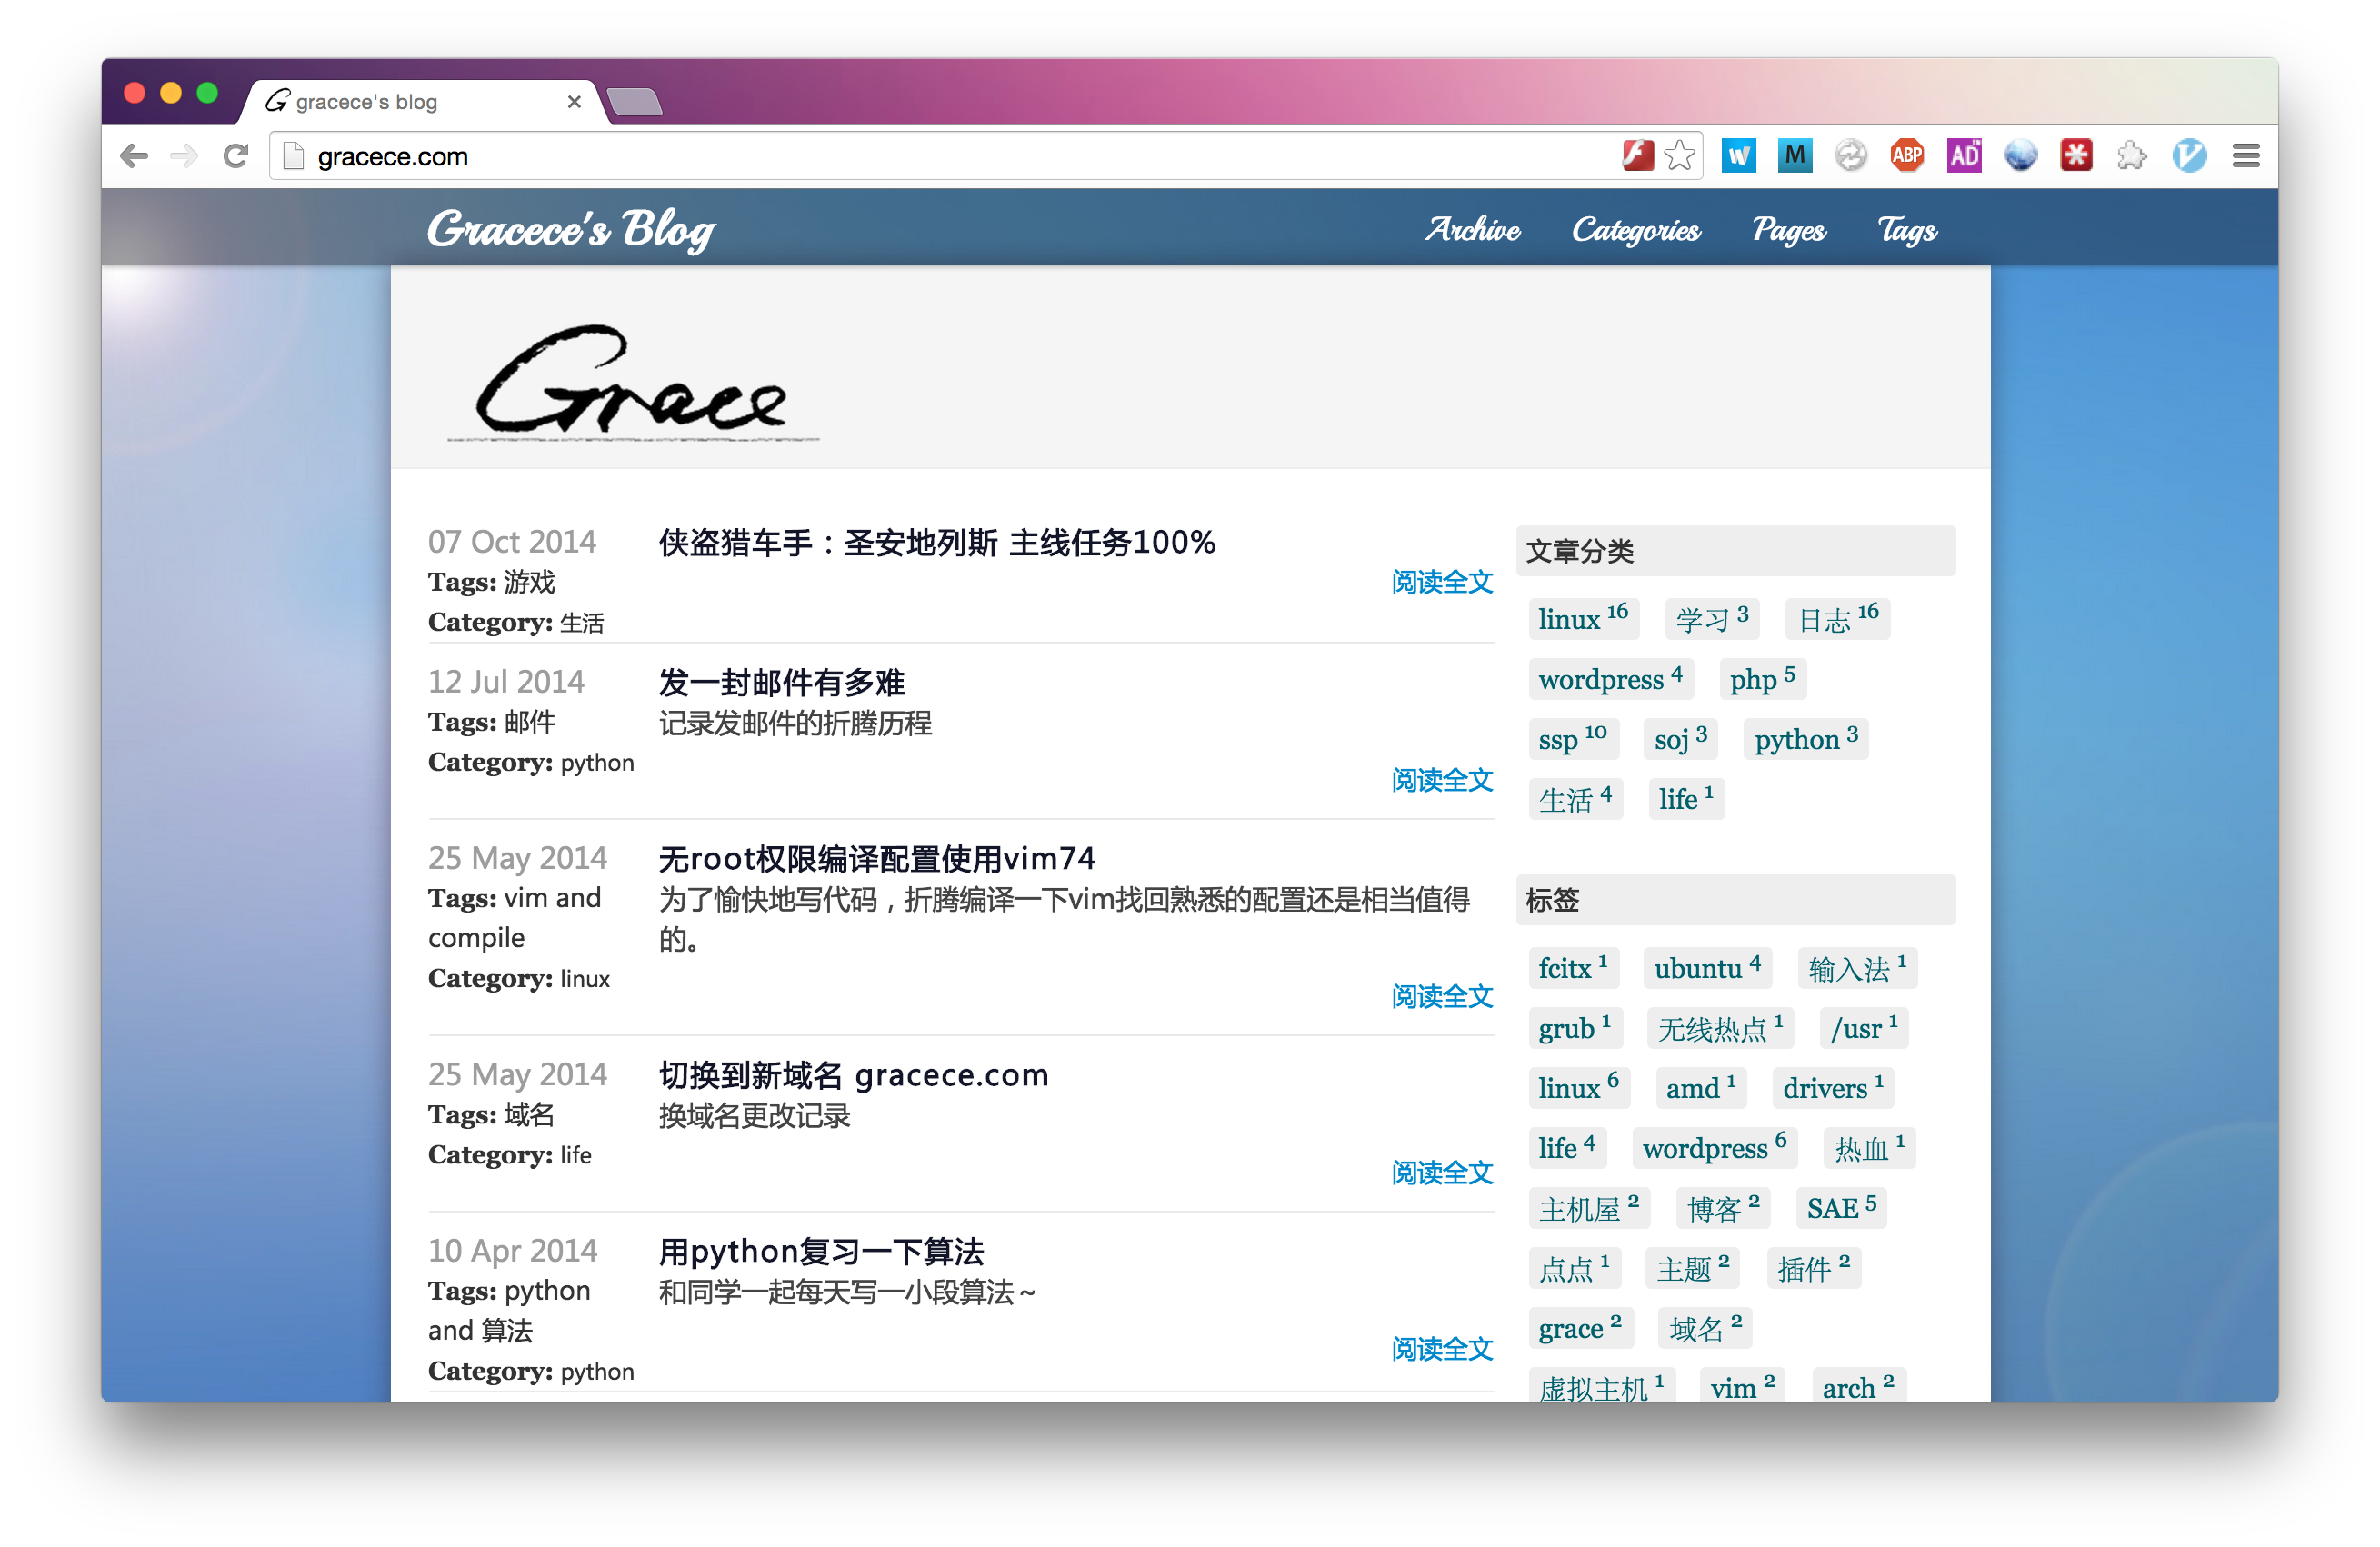 gracece's blog
gracece.com
W M ABP AD
Gracece's Blog Archive Categories Pages Tags
Grace
07 Oct 2014 侠盗猎车手：圣安地列斯 主线任务100%
Tags: 游戏
阅读全文
Category: 生活
12 Jul 2014 发一封邮件有多难
Tags: 邮件 记录发邮件的折腾历程
Category: python
阅读全文
25 May 2014 无root权限编译配置使用vim74
Tags: vim and 为了愉快地写代码，折腾编译一下vim找回熟悉的配置还是相当值得
compile 的。
Category: linux
阅读全文
25 May 2014 切换到新域名 gracece.com
Tags: 域名 换域名更改记录
Category: life
阅读全文
10 Apr 2014 用python复习一下算法
Tags: python 和同学一起每天写一小段算法～
and 算法
阅读全文
Category: python
文章分类
linux 16 学习 3 日志 16
wordpress 4 php 5
ssp 10 soj 3 python 3
生活 4 life 1
标签
fcitx 1 ubuntu 4 输入法 1
grub 1 无线热点 1 /usr 1
linux 6 amd 1 drivers 1
life 4 wordpress 6 热血 1
主机屋 2 博客 2 SAE 5
点点 1 主题 2 插件 2
grace 2 域名 2
虚拟主机 1 vim 2 arch 2